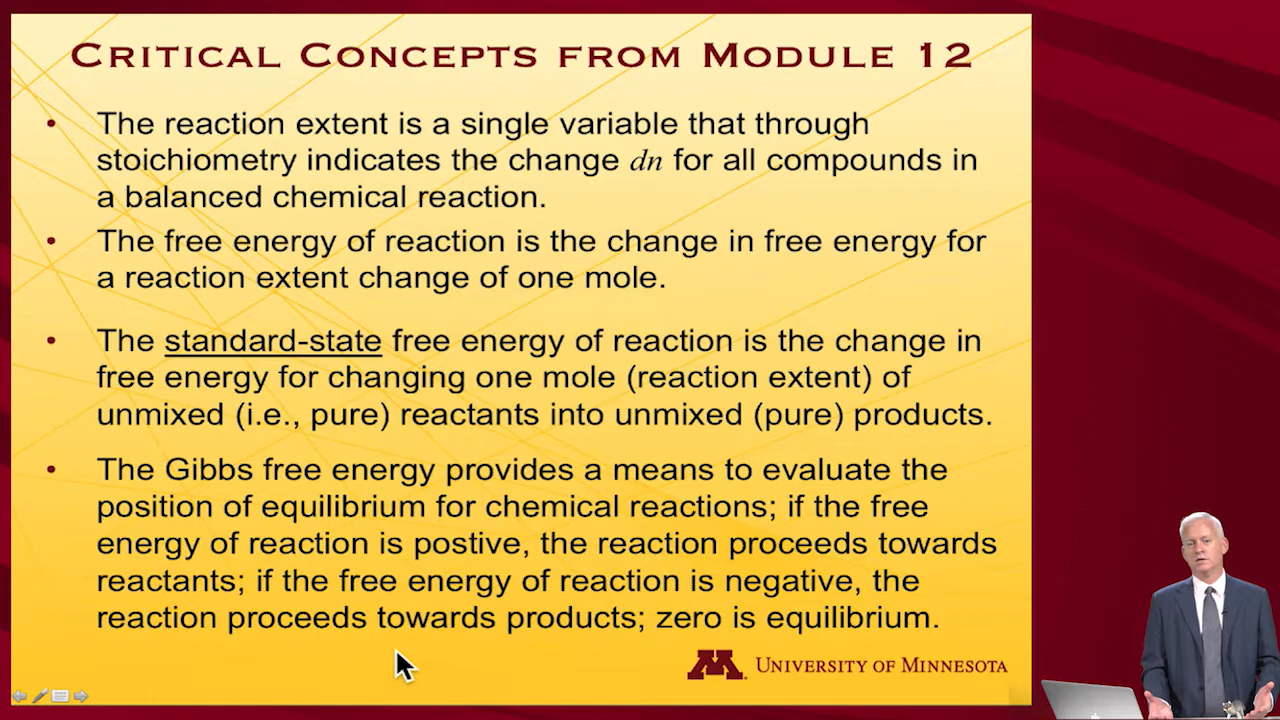 CRITICAL CONCEPTS FROM MODULE 12
• The reaction extent is a single variable that through
stoichiometry indicates the change dn for all compounds in
a balanced chemical reaction.
• The free energy of reaction is the change in free energy for
a reaction extent change of one mole.
• The standard-state free energy of reaction is the change in
free energy for changing one mole (reaction extent) of
unmixed (i.e., pure) reactants into unmixed (pure) products.
• The Gibbs free energy provides a means to evaluate the
position of equilibrium for chemical reactions; if the free
energy of reaction is postive, the reaction proceeds towards
reactants; if the free energy of reaction is negative, the
reaction proceeds towards products; zero is equilibrium.
M UNIVERSITY OF MINNESOTA